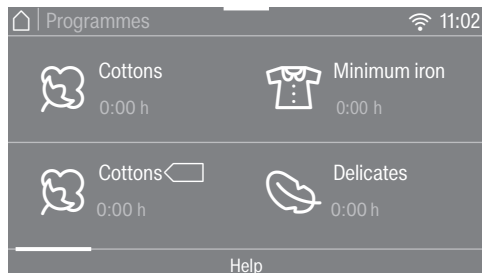 Programmes 11:02
Cottons
0:00 h
Minimum iron
0:00 h
Cottons
0:00 h
Delicates
0:00 h
Help